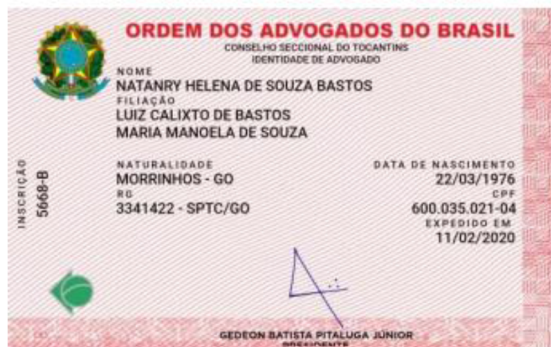 ORDEM DOS ADVOGADOS DO BRASIL
CONSELHO SECCIONAL DO TOCANTINS
IDENTIDADE DE ADVOGADO
NOME
NATANRY HELENA DE SOUZA BASTOS
FILIAÇÃO
LUIZ CALIXTO DE BASTOS
MARIA MANOELA DE SOUZA
INSCRIÇÃO
5668-B
NATURALIDADE
MORRINHOS - GO
DATA DE NASCIMENTO
22/03/1976
RG
3341422 - SPTC/GO
CPF
600.035.021-04
EXPEDIDO EM
11/02/2020
GEDEON BATISTA PITALUGA JÚNIOR
PRESIDENTE